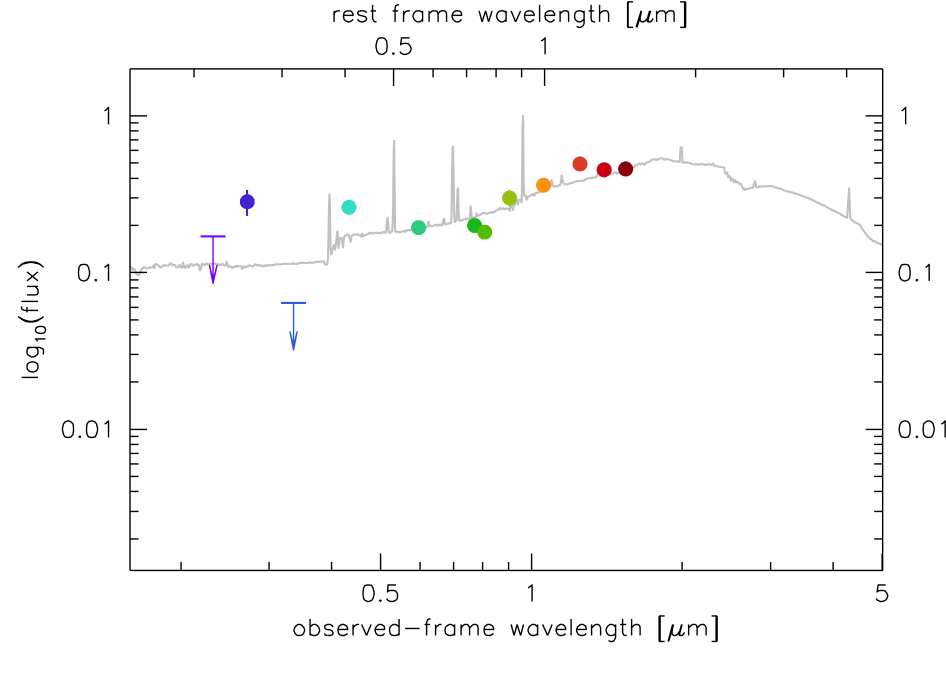 rest frame wavelength [μm]
0.5 1
1 1
0.1 0.1
0.01 0.01
log10(flux)
0.5 1 5
observed-frame wavelength [μm]